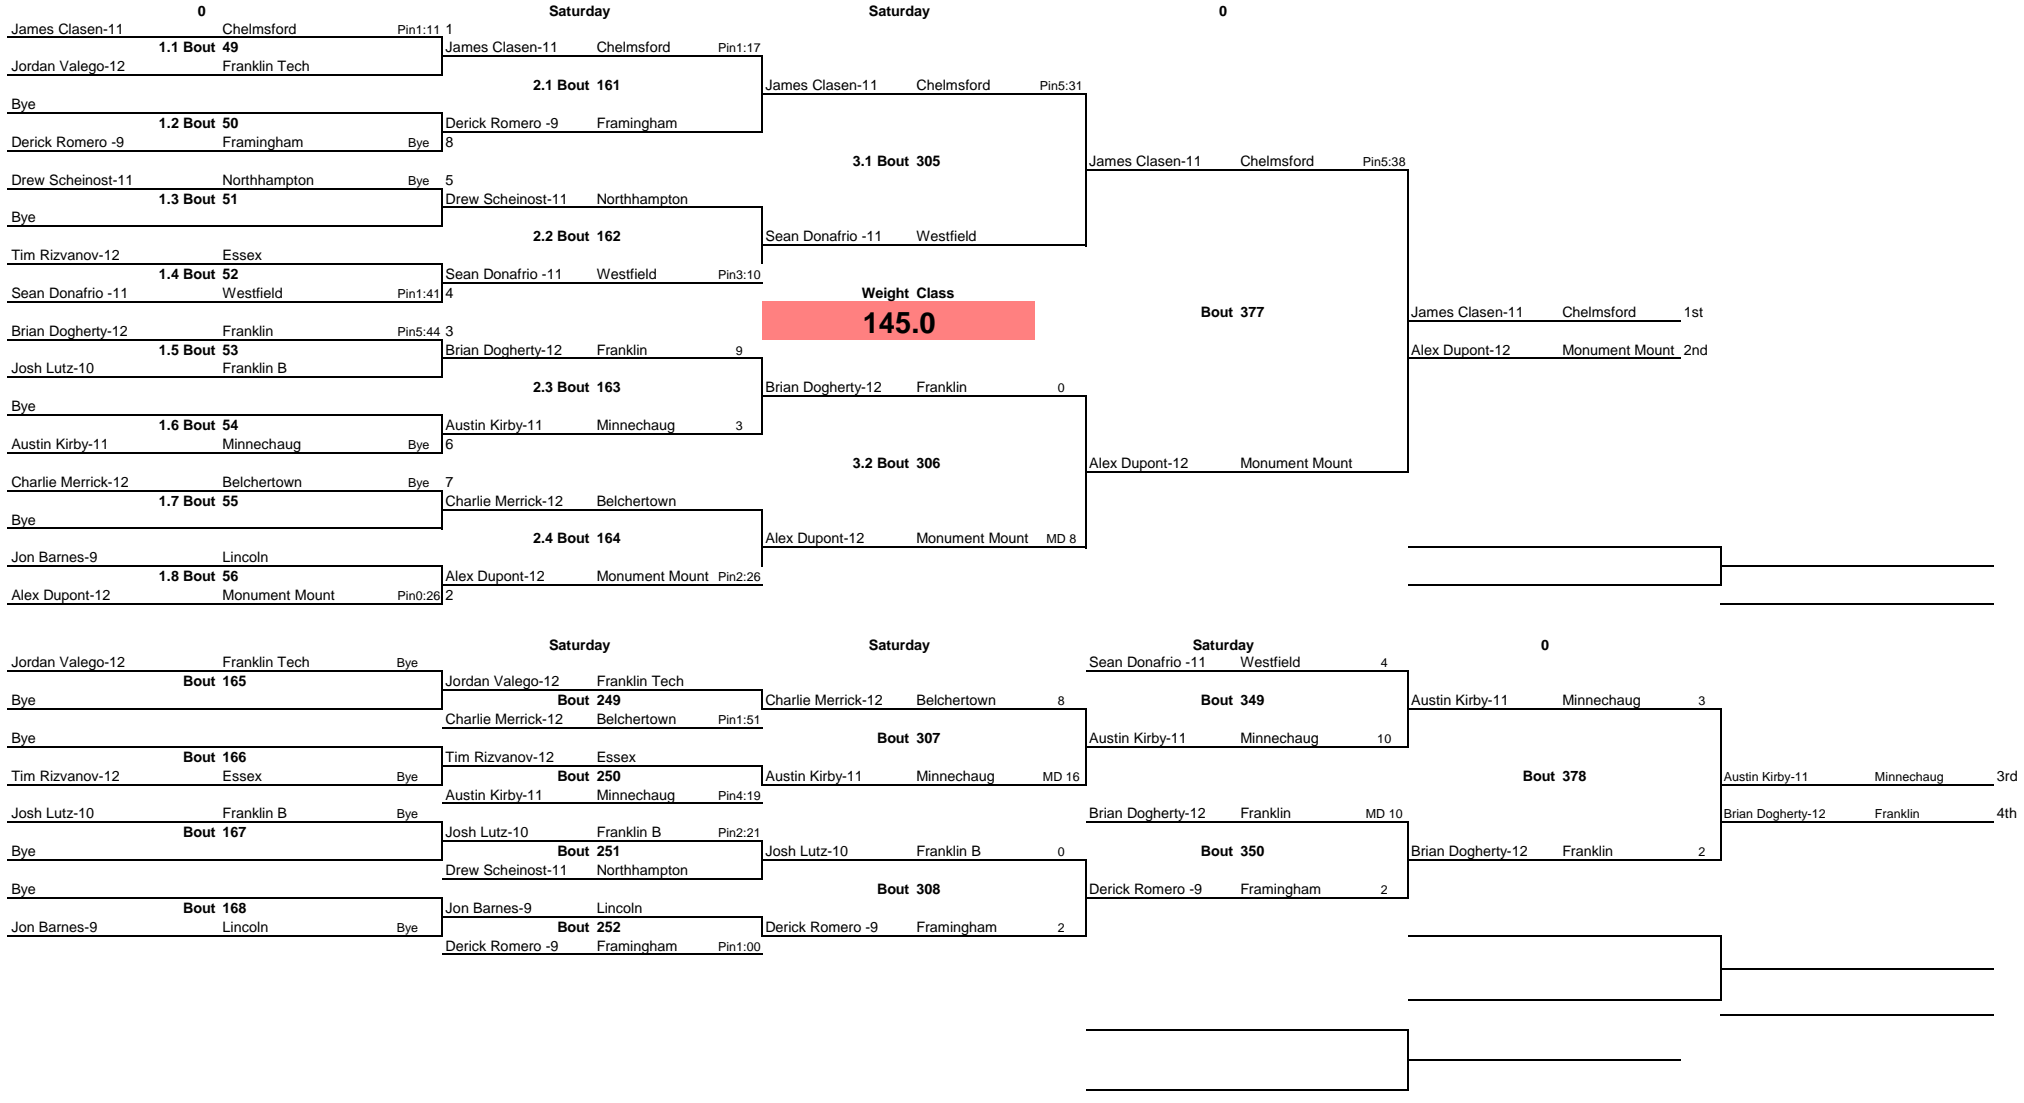 0 Saturday Saturday 0
James Clasen-11 Chelmsford Pin1:11 1
1.1 Bout 49 James Clasen-11 Chelmsford Pin1:17
Jordan Valego-12 Franklin Tech
2.1 Bout 161 James Clasen-11 Chelmsford Pin5:31
Bye
1.2 Bout 50 Derick Romero -9 Framingham
Derick Romero -9 Framingham Bye 8
3.1 Bout 305 James Clasen-11 Chelmsford Pin5:38
Drew Scheinost-11 Northhampton Bye 5
1.3 Bout 51 Drew Scheinost-11 Northhampton
Bye
2.2 Bout 162 Sean Donafrio -11 Westfield
Tim Rizvanov-12 Essex
1.4 Bout 52 Sean Donafrio -11 Westfield Pin3:10
Sean Donafrio -11 Westfield Pin1:41 4 Weight Class
Bout 377 James Clasen-11 Chelmsford 1st
145.0
Brian Dogherty-12 Franklin Pin5:44 3
1.5 Bout 53 Brian Dogherty-12 Franklin 9 Alex Dupont-12 Monument Mount 2nd
Josh Lutz-10 Franklin B
2.3 Bout 163 Brian Dogherty-12 Franklin 0
Bye
1.6 Bout 54 Austin Kirby-11 Minnechaug 3
Austin Kirby-11 Minnechaug Bye 6
3.2 Bout 306 Alex Dupont-12 Monument Mount
Charlie Merrick-12 Belchertown Bye 7
1.7 Bout 55 Charlie Merrick-12 Belchertown
Bye
2.4 Bout 164 Alex Dupont-12 Monument Mount MD 8
Jon Barnes-9 Lincoln
1.8 Bout 56 Alex Dupont-12 Monument Mount Pin2:26
Alex Dupont-12 Monument Mount Pin0:26 2
Saturday Saturday Saturday 0
Jordan Valego-12 Franklin Tech Bye Sean Donafrio -11 Westfield 4
Bout 165 Jordan Valego-12 Franklin Tech
Bye Bout 249 Charlie Merrick-12 Belchertown 8 Bout 349 Austin Kirby-11 Minnechaug 3
Charlie Merrick-12 Belchertown Pin1:51
Bye Bout 307 Austin Kirby-11 Minnechaug 10
Bout 166 Tim Rizvanov-12 Essex
Tim Rizvanov-12 Essex Bye Bout 250 Austin Kirby-11 Minnechaug MD 16 Bout 378 Austin Kirby-11 Minnechaug 3rd
Austin Kirby-11 Minnechaug Pin4:19
Josh Lutz-10 Franklin B Bye Brian Dogherty-12 Franklin MD 10 Brian Dogherty-12 Franklin 4th
Bout 167 Josh Lutz-10 Franklin B Pin2:21
Bye Bout 251 Josh Lutz-10 Franklin B 0 Bout 350 Brian Dogherty-12 Franklin 2
Drew Scheinost-11 Northhampton
Bye Bout 308 Derick Romero -9 Framingham 2
Bout 168 Jon Barnes-9 Lincoln
Jon Barnes-9 Lincoln Bye Bout 252 Derick Romero -9 Framingham 2
Derick Romero -9 Framingham Pin1:00